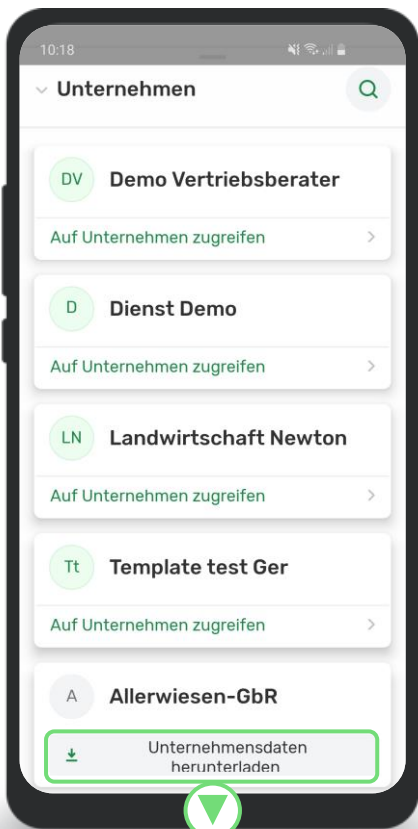 10:18
Unternehmen
DV Demo Vertriebsberater
Auf Unternehmen zugreifen
D Dienst Demo
Auf Unternehmen zugreifen
LN Landwirtschaft Newton
Auf Unternehmen zugreifen
Tt Template test Ger
Auf Unternehmen zugreifen
A Allerwiesen-GbR
Unternehmensdaten
herunterladen